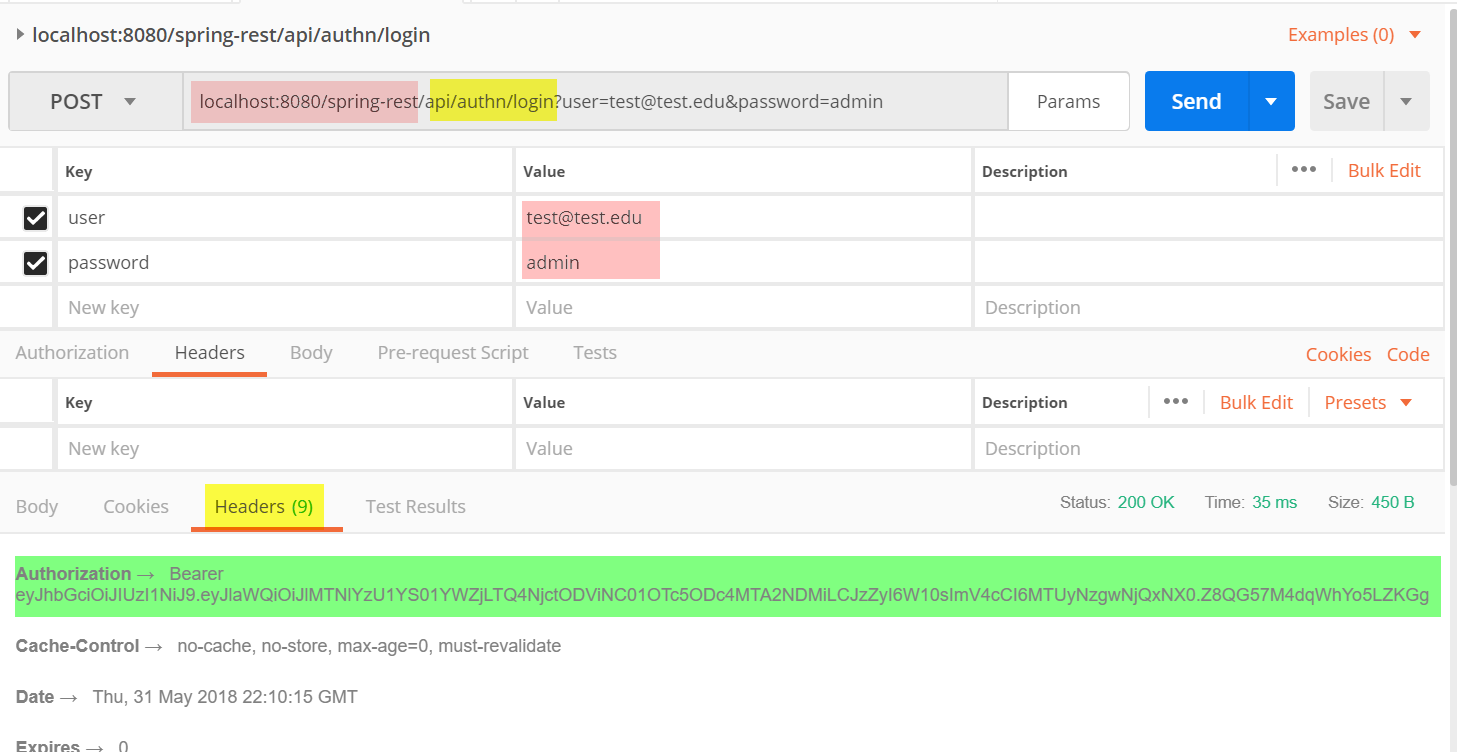 localhost:8080/spring-rest/api/authn/login
Examples (0)
POST localhost:8080/spring-rest/api/authn/login?user=test@test.edu&password=admin Params Send Save
Key Value Description ••• Bulk Edit
user test@test.edu
password admin
New key Value Description
Authorization Headers Body Pre-request Script Tests Cookies Code
Key Value Description ••• Bulk Edit Presets
New key Value Description
Body Cookies Headers (9) Test Results Status: 200 OK Time: 35 ms Size: 450 B
Authorization → Bearer
eyJhbGciOiJIUzI1NiJ9.eyJlaWQiOiJlMTNlYzU1YS01YWZjLTQ4NjctODViNC01OTc5ODc4MTA2NDMiLCJzZyI6W10sImV4cCI6MTUyNzgwNjQxNX0.Z8QG57M4dqWhYo5LZKGg
Cache-Control → no-cache, no-store, max-age=0, must-revalidate
Date → Thu, 31 May 2018 22:10:15 GMT
Expires → 0